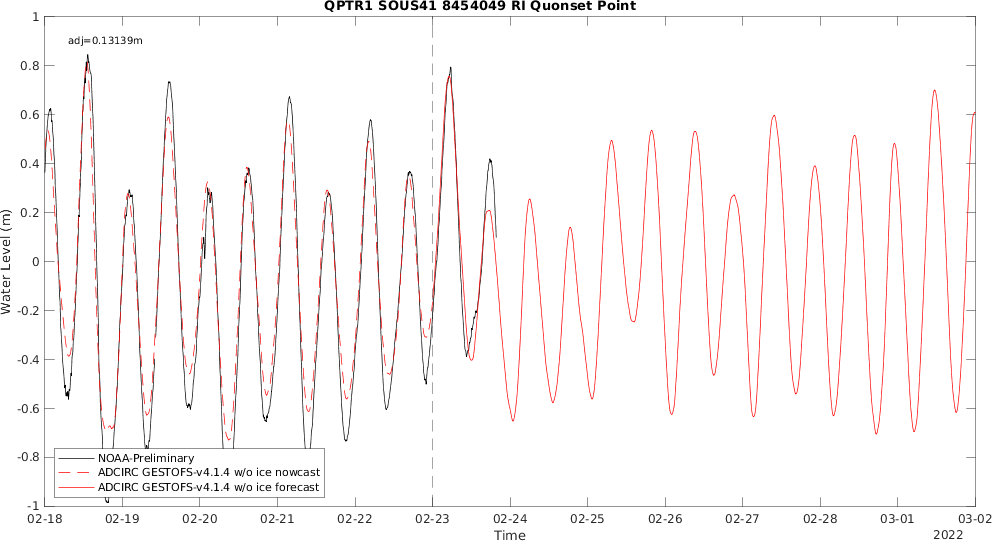 QPTR1 SOUS41 8454049 RI Quonset Point
adj=0.13139m
1
0.8
0.6
0.4
0.2
0
-0.2
-0.4
-0.6
-0.8
-1
Water Level (m)
NOAA-Preliminary
ADCIRC GESTOFS-v4.1.4 w/o ice nowcast
ADCIRC GESTOFS-v4.1.4 w/o ice forecast
02-18 02-19 02-20 02-21 02-22 02-23 02-24 02-25 02-26 02-27 02-28 03-01 03-02
Time
2022